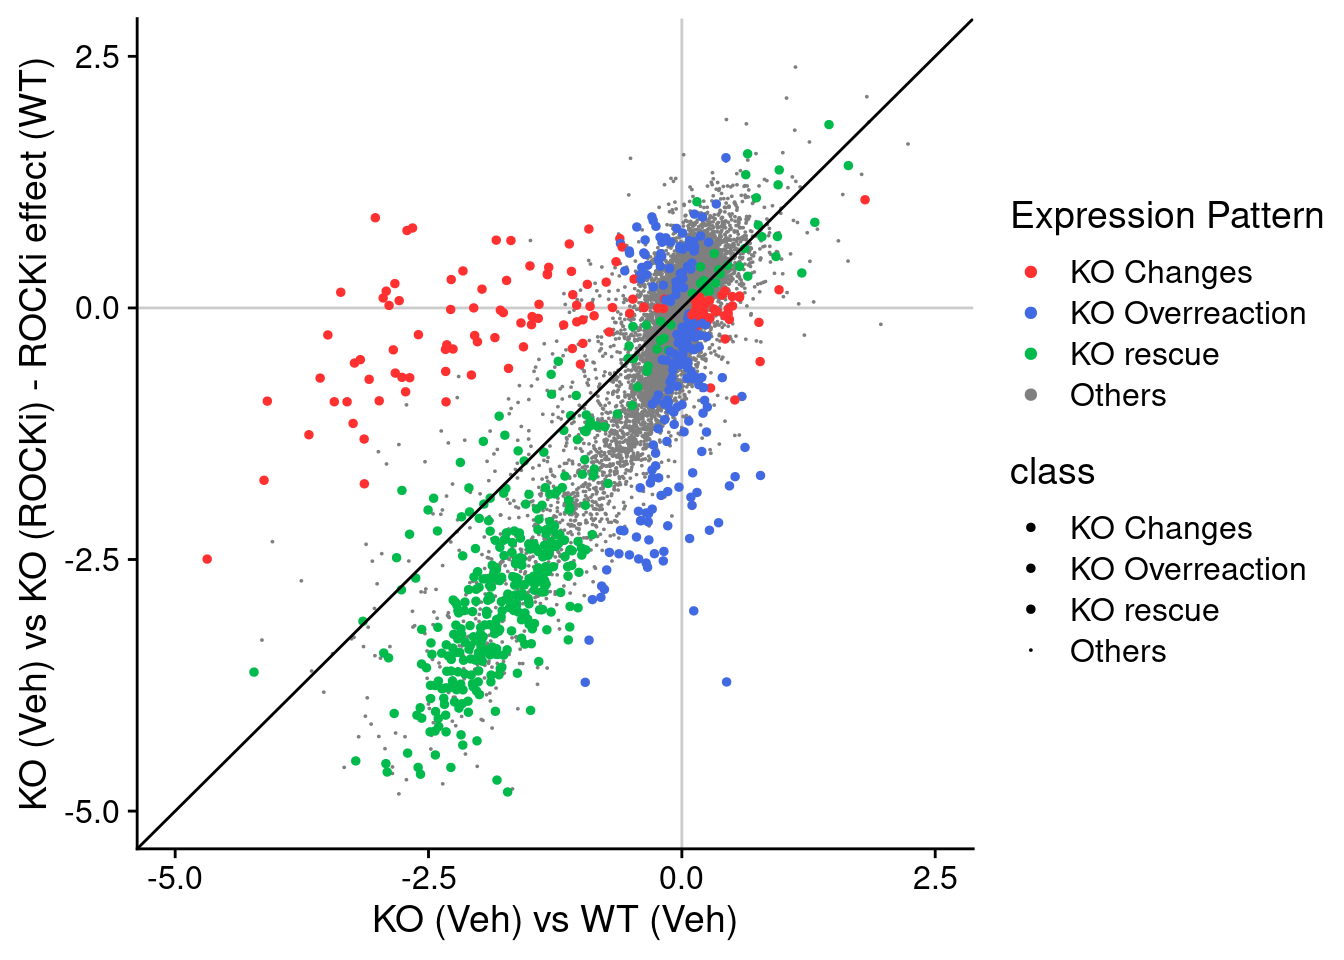 KO (Veh) vs KO (ROCKi) - ROCKi effect (WT)
2.5
0.0
-2.5
-5.0
-5.0
-2.5
0.0
2.5
KO (Veh) vs WT (Veh)
Expression Pattern
KO Changes
KO Overreaction
KO rescue
Others
class
KO Changes
KO Overreaction
KO rescue
Others